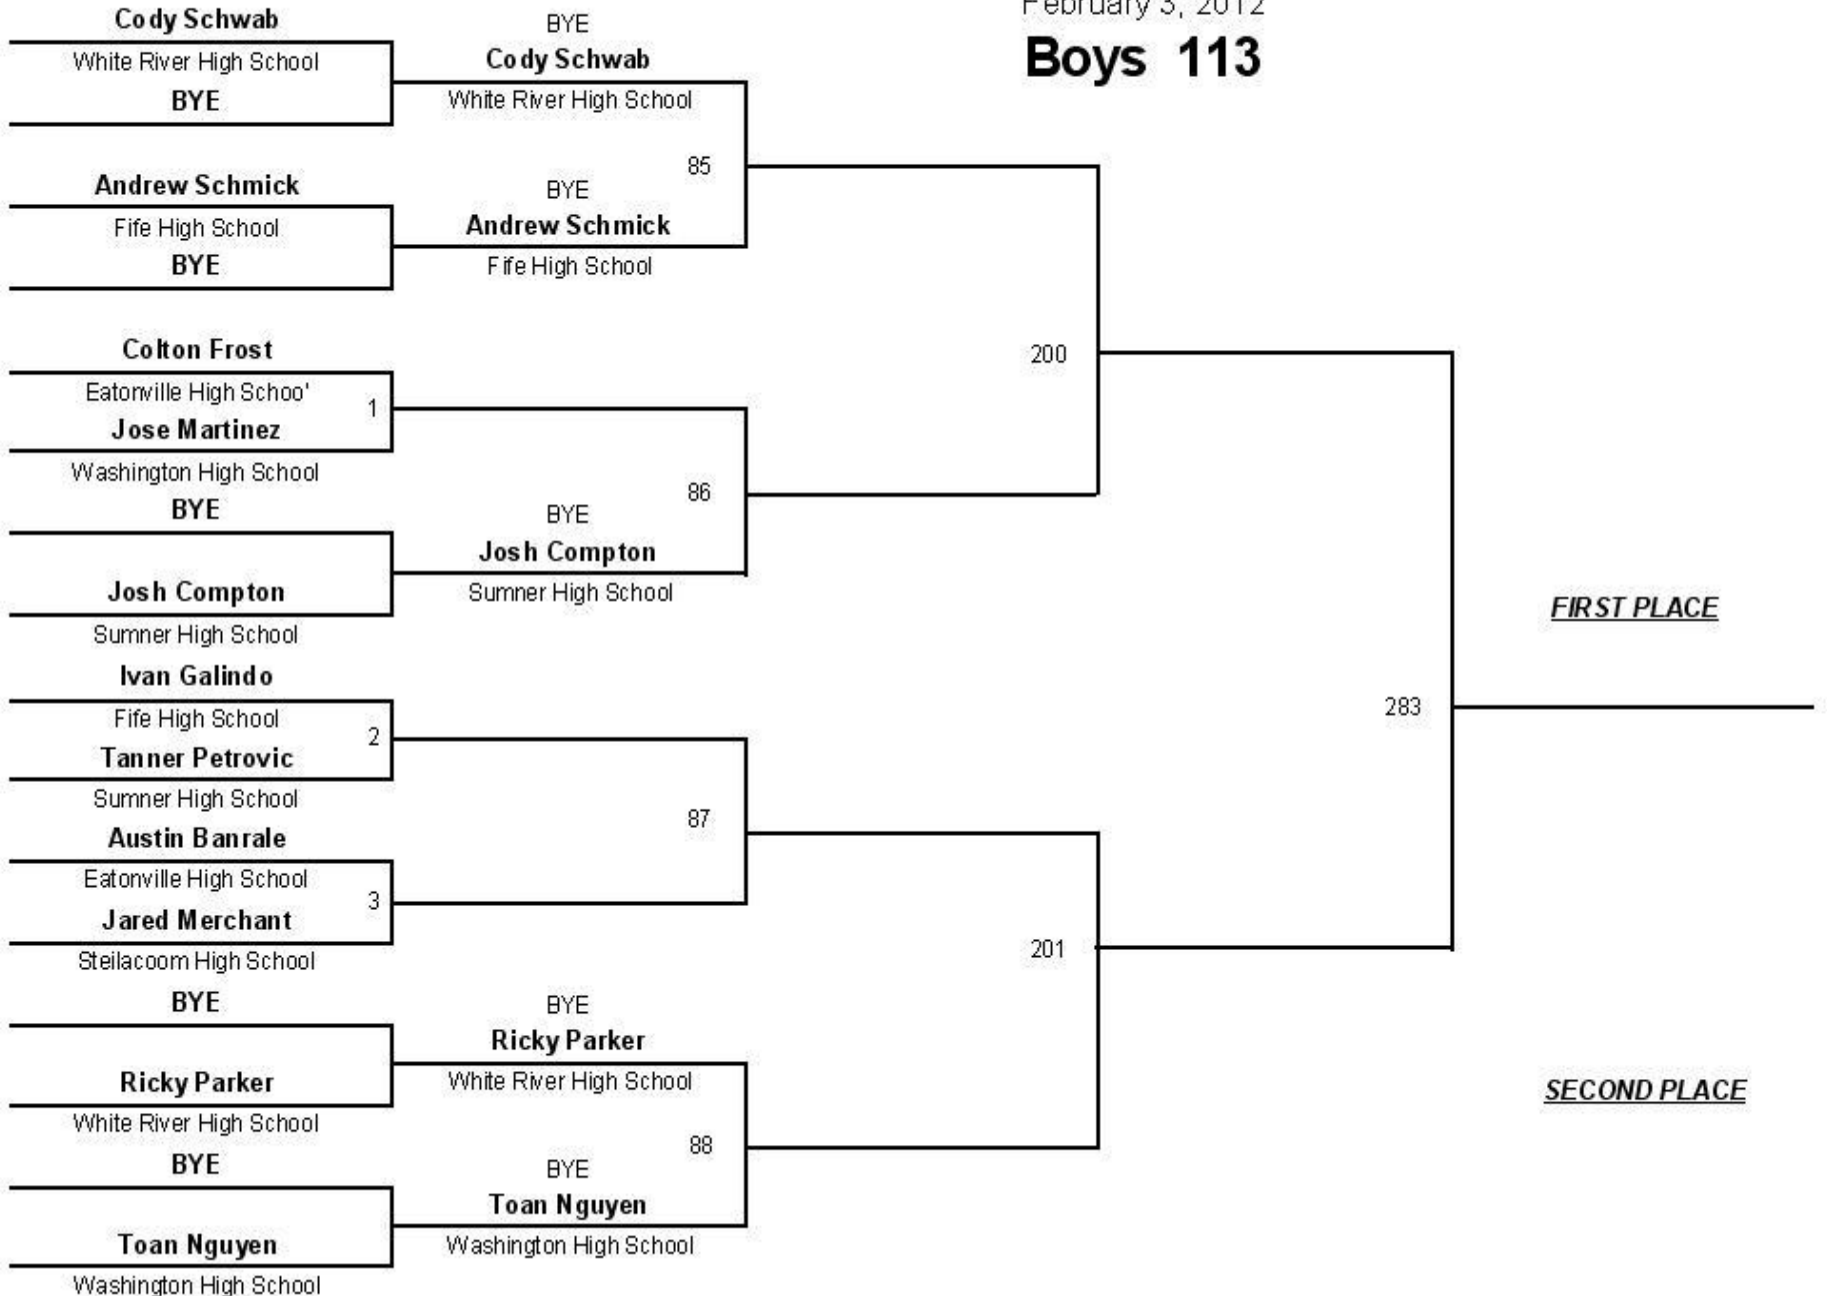 February 3, 2012
Boys 113
Cody Schwab
White River High School
BYE
Andrew Schmick
Fife High School
BYE
Colton Frost
Eatonville High Schoo'
1
Jose Martinez
Washington High School
BYE
Josh Compton
Sumner High School
Ivan Galindo
Fife High School
2
Tanner Petrovic
Sumner High School
Austin Banrale
Eatonville High School
3
Jared Merchant
Steilacoom High School
BYE
Ricky Parker
White River High School
BYE
Toan Nguyen
Washington High School
BYE
Cody Schwab
White River High School
85
BYE
Andrew Schmick
Fife High School
86
BYE
Josh Compton
Sumner High School
87
BYE
Ricky Parker
White River High School
88
BYE
Toan Nguyen
Washington High School
200
201
283
FIRST PLACE
SECOND PLACE